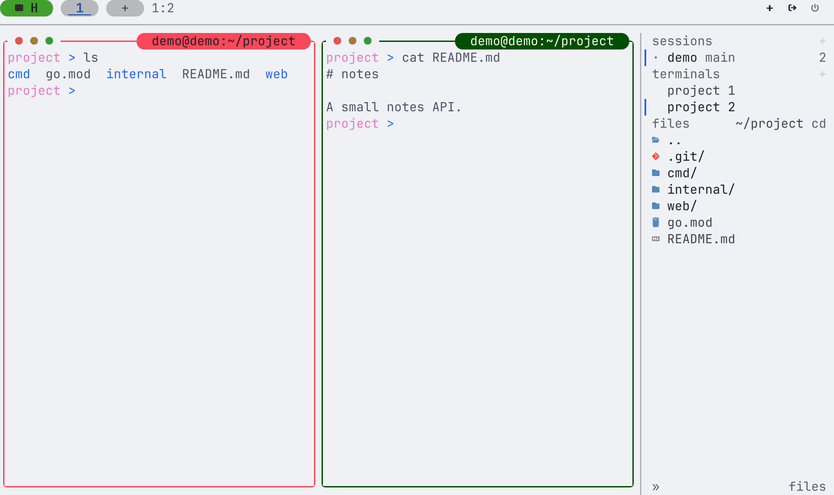 H 1 + 1:2 +
demo@demo:~/project
project > ls
cmd go.mod internal README.md web
project >
demo@demo:~/project
project > cat README.md
# notes
A small notes API.
project >
sessions +
· demo main 2
terminals +
project 1
project 2
files ~/project cd
..
.git/
cmd/
internal/
web/
go.mod
README.md
» files